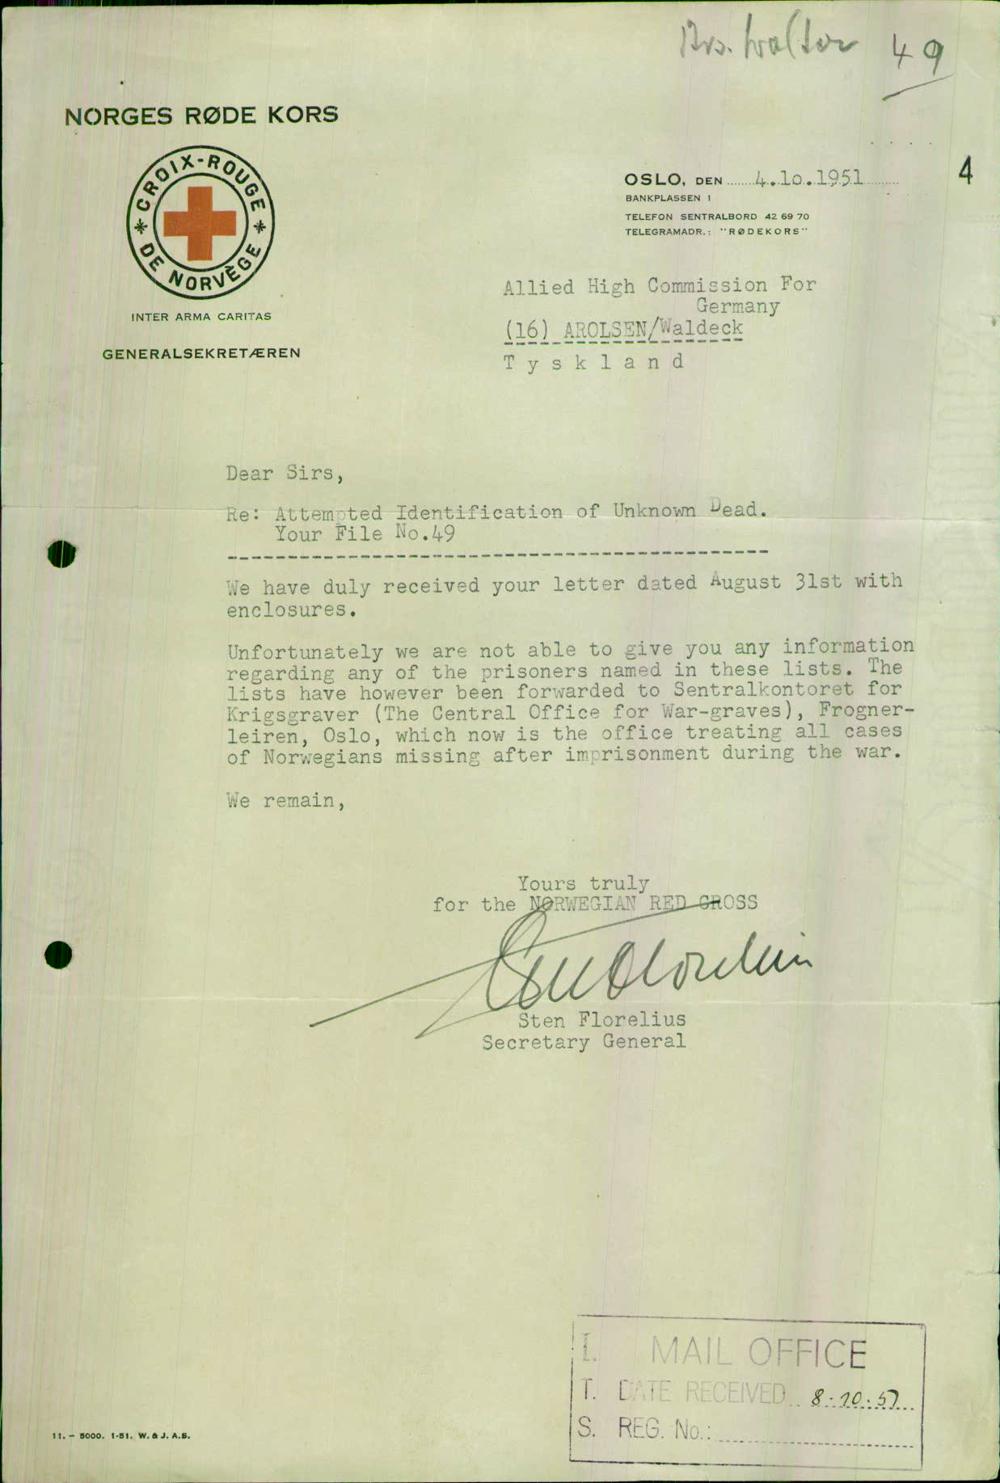 Mrs. Walter 49
NORGES RØDE KORS
CROIX-ROUGE
DE NORVÈGE
INTER ARMA CARITAS
GENERALSEKRETÆREN
OSLO, DEN 4.10.1951
4
BANKPLASSEN 1
TELEFON SENTRALBORD 42 69 70
TELEGRAMADR.: "RØDEKORS"
Allied High Commission For
Germany
(16) AROLSEN/Waldeck
Tyskland
Dear Sirs,
Re: Attempted Identification of Unknown Dead.
Your File No.49
We have duly received your letter dated August 31st with
enclosures.
Unfortunately we are not able to give you any information
regarding any of the prisoners named in these lists. The
lists have however been forwarded to Sentralkontoret for
Krigsgraver (The Central Office for War-graves), Frogner-
leiren, Oslo, which now is the office treating all cases
of Norwegians missing after imprisonment during the war.
We remain,
Yours truly
for the NORWEGIAN RED CROSS
Sten Florelius
Sten Florelius
Secretary General
I. MAIL OFFICE
T. DATE RECEIVED 8.10.51
S. REG. No.:
11. - 5000. 1-51. W. & J. A.S.